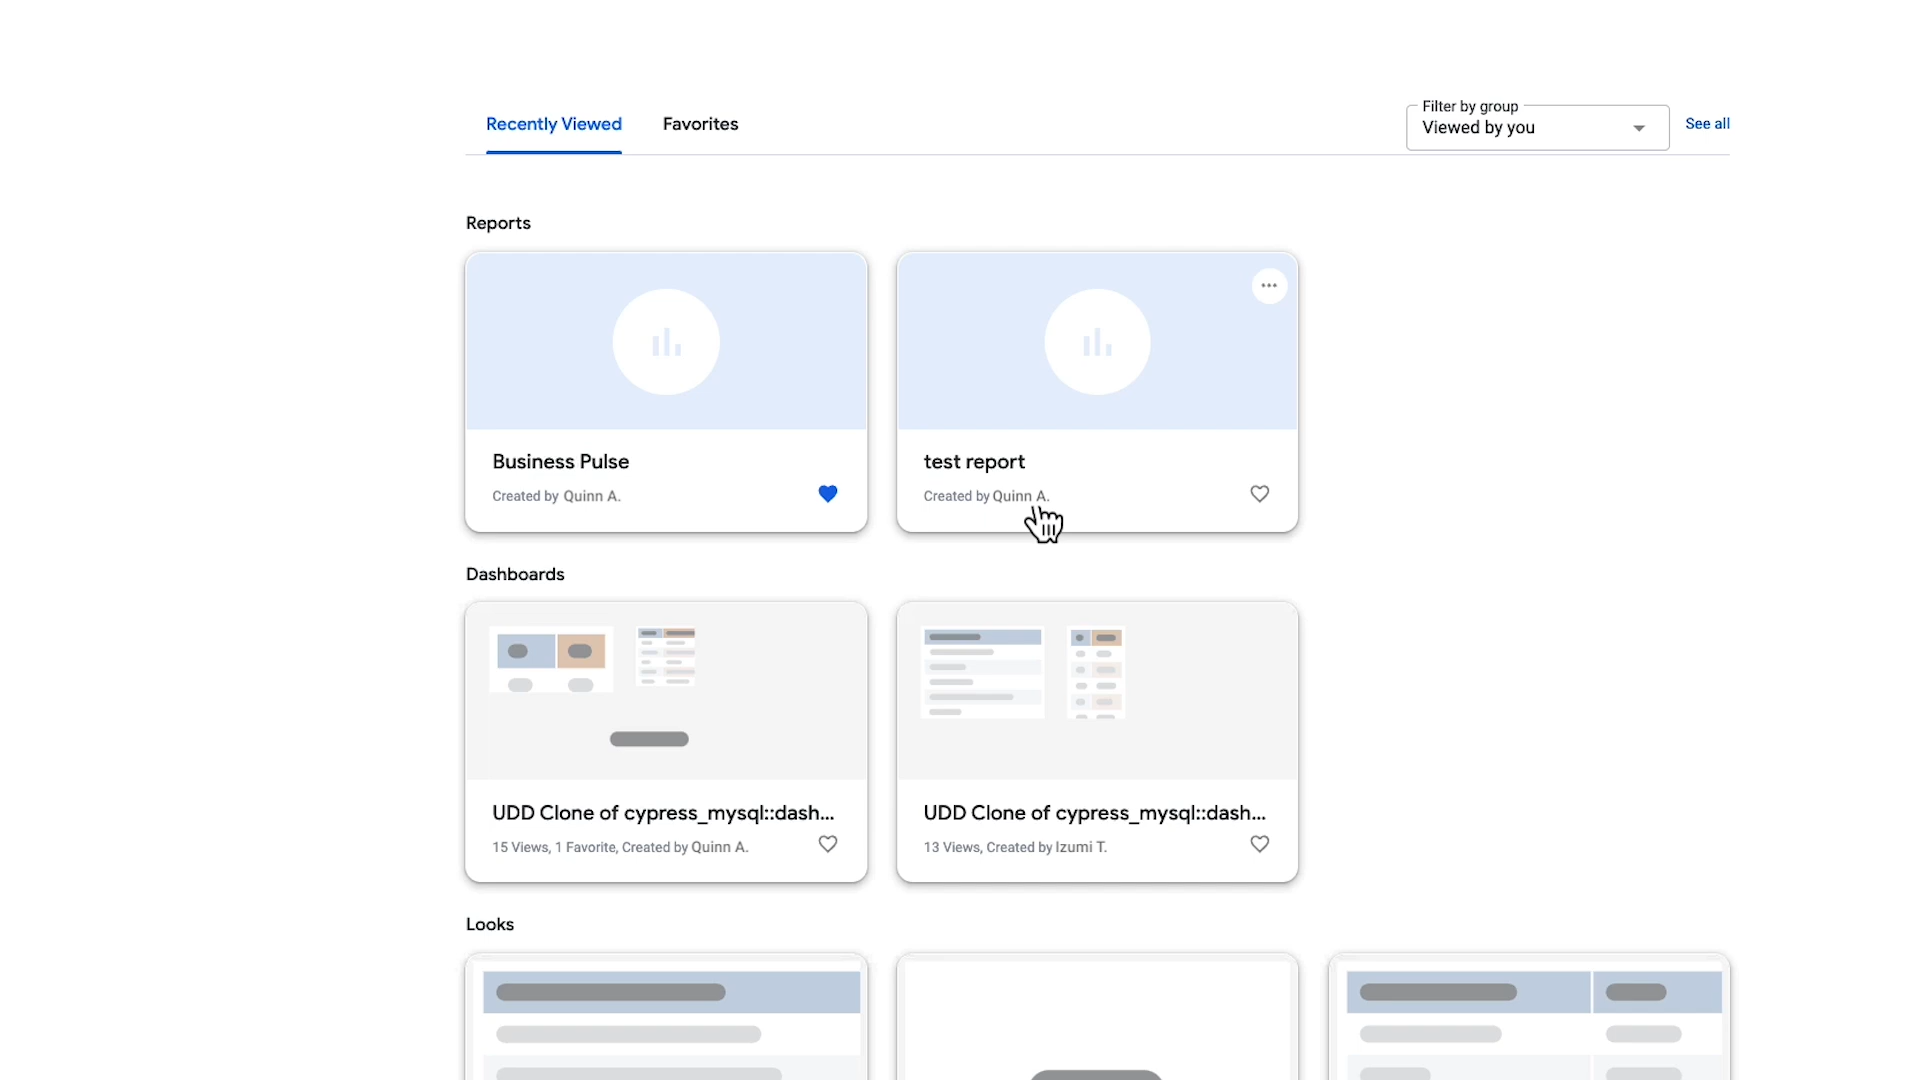 Recently Viewed
Favorites
Filter by group
Viewed by you
See all
Reports
Business Pulse
Created by Quinn A.
test report
Created by Quinn A.
Dashboards
UDD Clone of cypress_mysql::dash...
15 Views, 1 Favorite, Created by Quinn A.
UDD Clone of cypress_mysql::dash...
13 Views, Created by Izumi T.
Looks